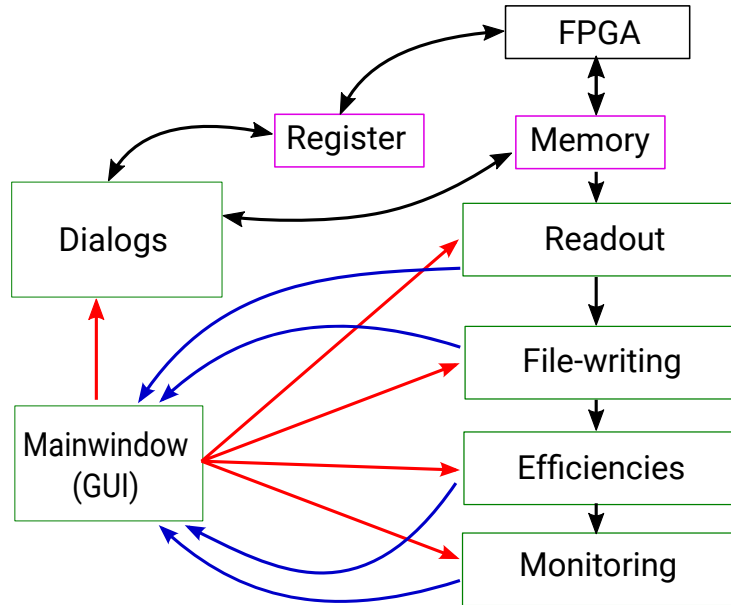 FPGA
Register
Memory
Dialogs
Readout
File-writing
Mainwindow
(GUI)
Efficiencies
Monitoring